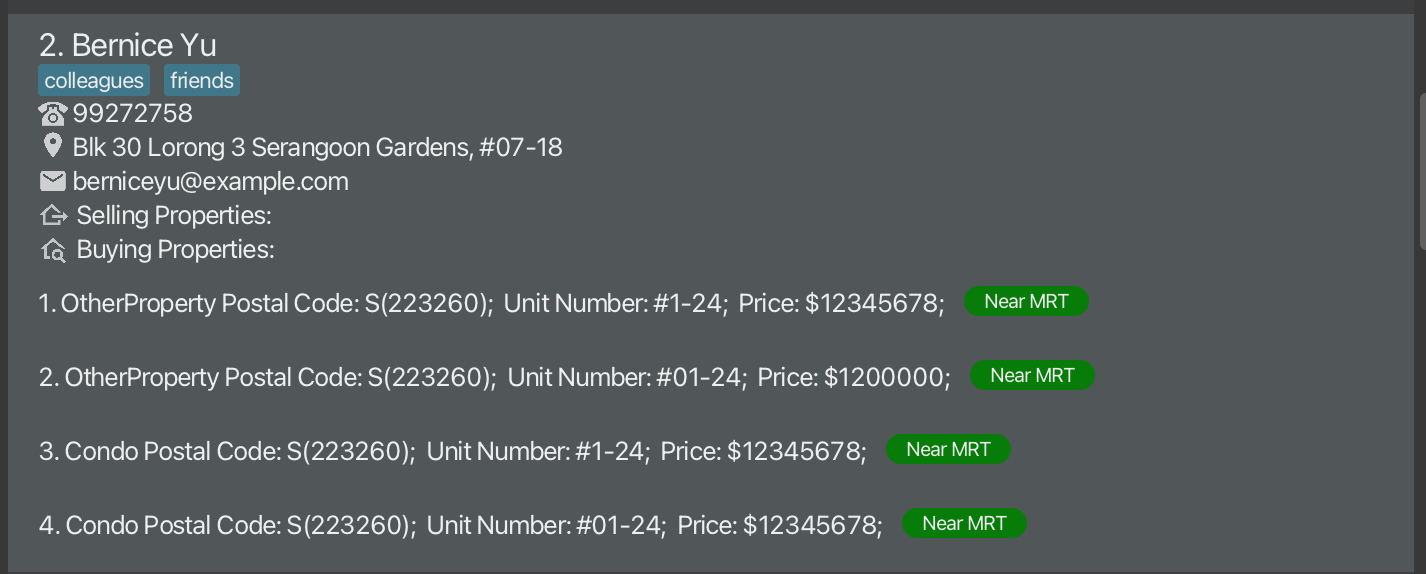 2. Bernice Yu
colleagues friends
99272758
Blk 30 Lorong 3 Serangoon Gardens, #07-18
berniceyu@example.com
Selling Properties:
Buying Properties:
1. OtherProperty Postal Code: S(223260); Unit Number: #1-24; Price: $12345678; Near MRT
2. OtherProperty Postal Code: S(223260); Unit Number: #01-24; Price: $1200000; Near MRT
3. Condo Postal Code: S(223260); Unit Number: #1-24; Price: $12345678; Near MRT
4. Condo Postal Code: S(223260); Unit Number: #01-24; Price: $12345678; Near MRT